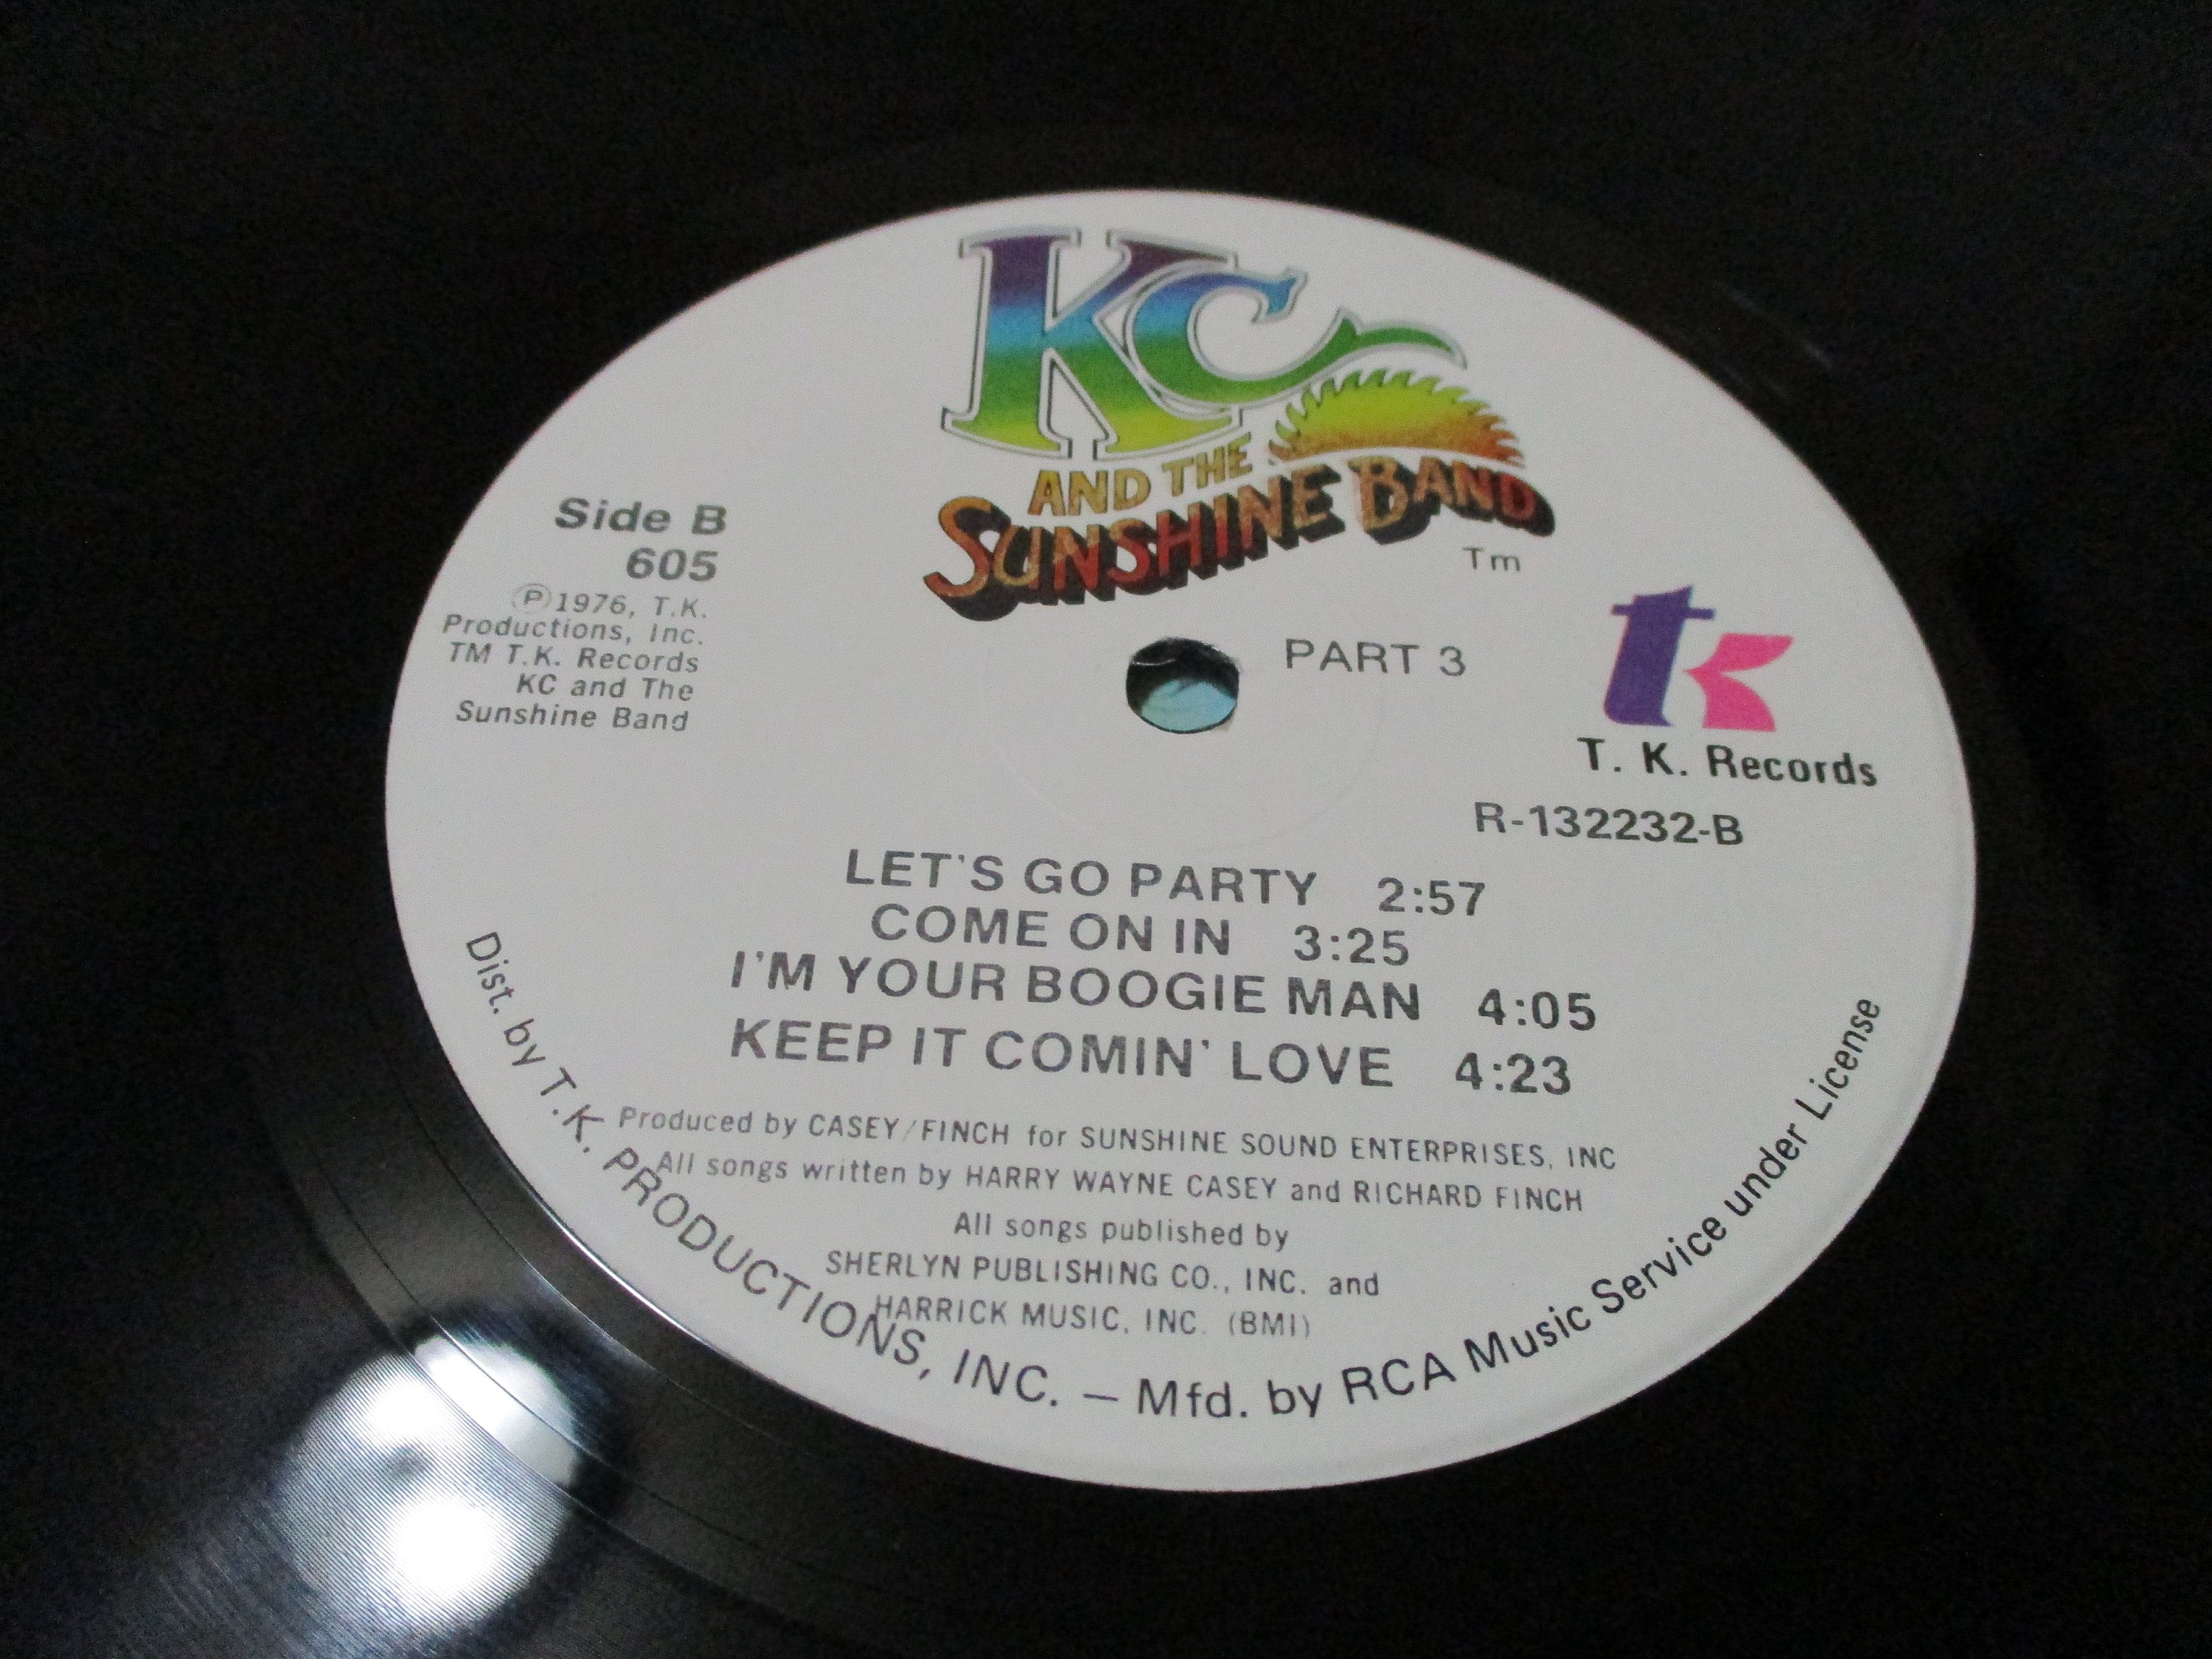 KC
AND THE
SUNSHINE BAND
Tm
Side B
605
Ⓟ1976, T.K.
Productions, Inc.
TM T.K. Records
KC and The
Sunshine Band
PART 3
tk
T. K. Records
R-132232-B
LET'S GO PARTY 2:57
COME ON IN 3:25
I'M YOUR BOOGIE MAN 4:05
KEEP IT COMIN' LOVE 4:23
Produced by CASEY/FINCH for SUNSHINE SOUND ENTERPRISES, INC
All songs written by HARRY WAYNE CASEY and RICHARD FINCH
All songs published by
SHERLYN PUBLISHING CO., INC. and
HARRICK MUSIC, INC. (BMI)
Dist. by T.K. PRODUCTIONS, INC. – Mfd. by RCA Music Service under License